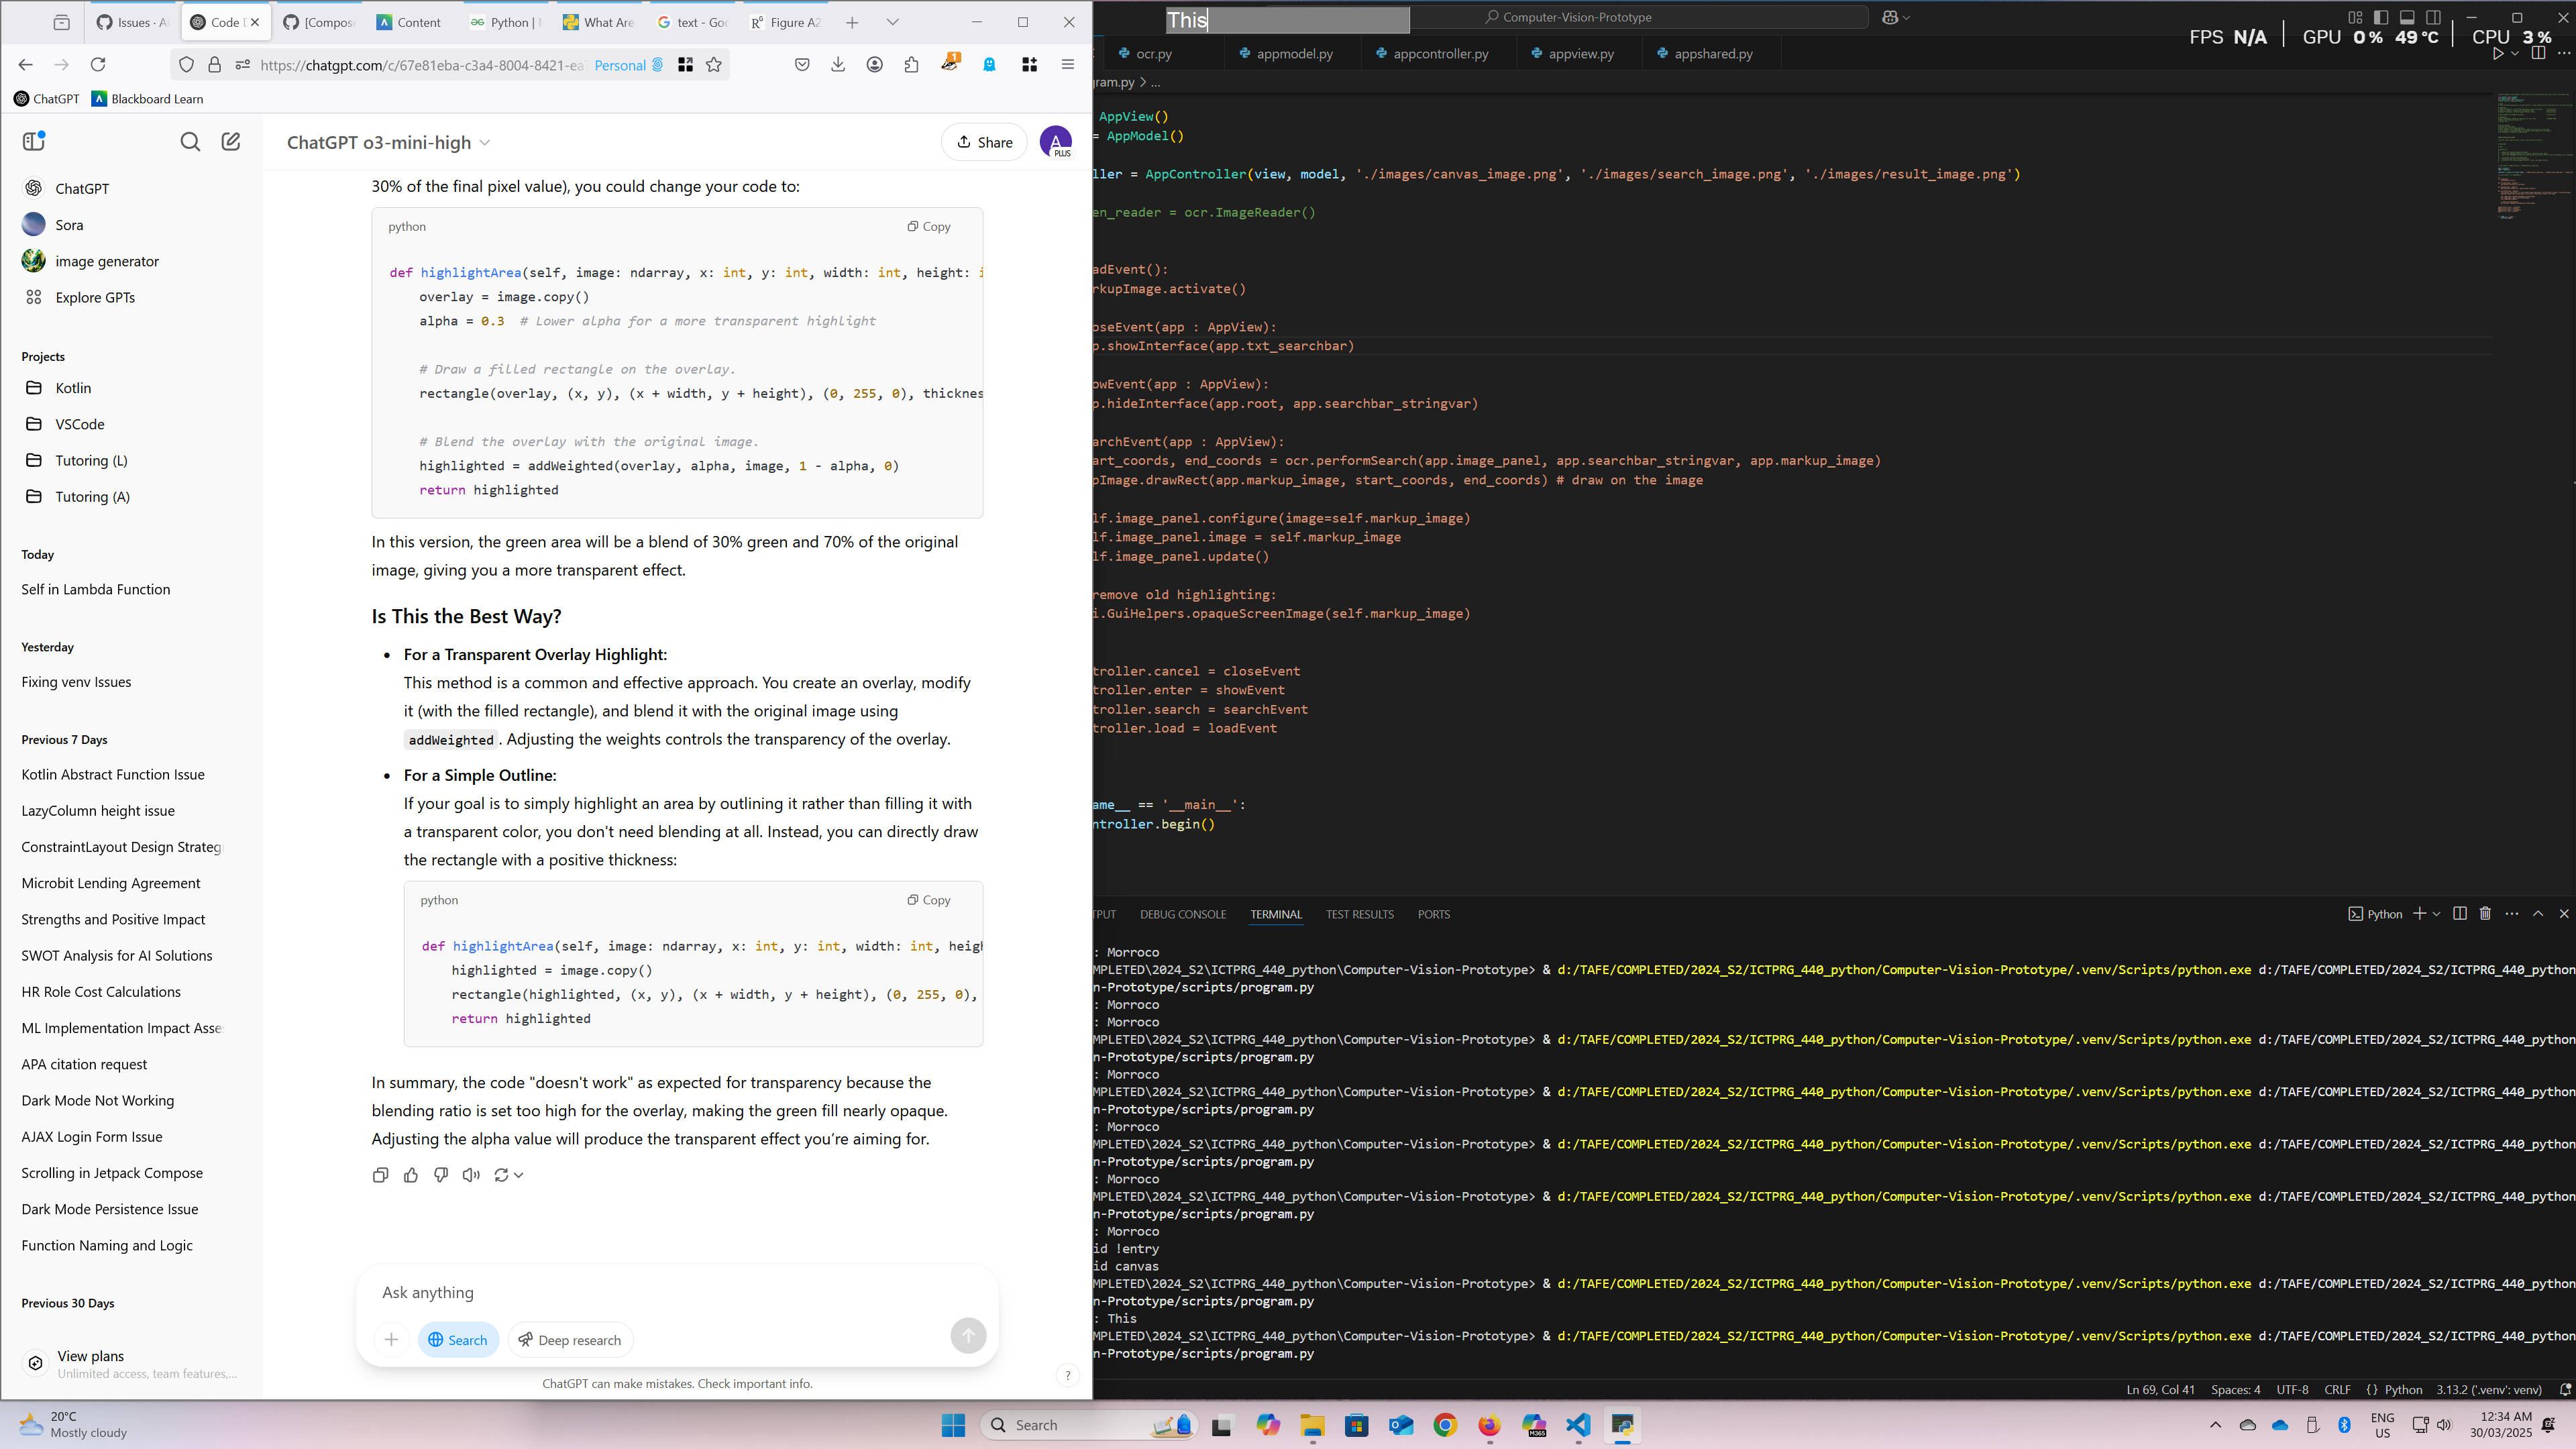 Issues · A
Code D
[Compos
Content
Python |
What Are
text - Goo
Figure A2
https://chatgpt.com/c/67e81eba-c3a4-8004-8421-ea
Personal
1
ChatGPT
Blackboard Learn
ChatGPT
Sora
image generator
Explore GPTs
Projects
Kotlin
VSCode
Tutoring (L)
Tutoring (A)
Today
Self in Lambda Function
Yesterday
Fixing venv Issues
Previous 7 Days
Kotlin Abstract Function Issue
LazyColumn height issue
ConstraintLayout Design Strateg
Microbit Lending Agreement
Strengths and Positive Impact
SWOT Analysis for AI Solutions
HR Role Cost Calculations
ML Implementation Impact Asse
APA citation request
Dark Mode Not Working
AJAX Login Form Issue
Scrolling in Jetpack Compose
Dark Mode Persistence Issue
Function Naming and Logic
Previous 30 Days
View plans
Unlimited access, team features,...
ChatGPT o3-mini-high
Share
A
PLUS
30% of the final pixel value), you could change your code to:
python
Copy
def highlightArea(self, image: ndarray, x: int, y: int, width: int, height: i
overlay = image.copy()
alpha = 0.3  # Lower alpha for a more transparent highlight
# Draw a filled rectangle on the overlay.
rectangle(overlay, (x, y), (x + width, y + height), (0, 255, 0), thicknes
# Blend the overlay with the original image.
highlighted = addWeighted(overlay, alpha, image, 1 - alpha, 0)
return highlighted
In this version, the green area will be a blend of 30% green and 70% of the original
image, giving you a more transparent effect.
Is This the Best Way?
• For a Transparent Overlay Highlight:
This method is a common and effective approach. You create an overlay, modify
it (with the filled rectangle), and blend it with the original image using
addWeighted. Adjusting the weights controls the transparency of the overlay.
• For a Simple Outline:
If your goal is to simply highlight an area by outlining it rather than filling it with
a transparent color, you don't need blending at all. Instead, you can directly draw
the rectangle with a positive thickness:
python
Copy
def highlightArea(self, image: ndarray, x: int, y: int, width: int, heigh
highlighted = image.copy()
rectangle(highlighted, (x, y), (x + width, y + height), (0, 255, 0),
return highlighted
In summary, the code "doesn't work" as expected for transparency because the
blending ratio is set too high for the overlay, making the green fill nearly opaque.
Adjusting the alpha value will produce the transparent effect you're aiming for.
Ask anything
Search
Deep research
ChatGPT can make mistakes. Check important info.
?
This
Computer-Vision-Prototype
FPS N/A
GPU 0 % 49 °C
CPU 3 %
ocr.py
appmodel.py
appcontroller.py
appview.py
appshared.py
ram.py > ...
AppView()
= AppModel()
ller = AppController(view, model, './images/canvas_image.png', './images/search_image.png', './images/result_image.png')
en_reader = ocr.ImageReader()
adEvent():
rkupImage.activate()
oseEvent(app : AppView):
p.showInterface(app.txt_searchbar)
owEvent(app : AppView):
p.hideInterface(app.root, app.searchbar_stringvar)
archEvent(app : AppView):
art_coords, end_coords = ocr.performSearch(app.image_panel, app.searchbar_stringvar, app.markup_image)
pImage.drawRect(app.markup_image, start_coords, end_coords) # draw on the image
lf.image_panel.configure(image=self.markup_image)
lf.image_panel.image = self.markup_image
lf.image_panel.update()
remove old highlighting:
i.GuiHelpers.opaqueScreenImage(self.markup_image)
troller.cancel = closeEvent
troller.enter = showEvent
troller.search = searchEvent
troller.load = loadEvent
ame__ == '__main__':
ntroller.begin()
TPUT
DEBUG CONSOLE
TERMINAL
TEST RESULTS
PORTS
Python
: Morroco
MPLETED\2024_S2\ICTPRG_440_python\Computer-Vision-Prototype> & d:/TAFE/COMPLETED/2024_S2/ICTPRG_440_python/Computer-Vision-Prototype/.venv/Scripts/python.exe d:/TAFE/COMPLETED/2024_S2/ICTPRG_440_python
n-Prototype/scripts/program.py
: Morroco
: Morroco
MPLETED\2024_S2\ICTPRG_440_python\Computer-Vision-Prototype> & d:/TAFE/COMPLETED/2024_S2/ICTPRG_440_python/Computer-Vision-Prototype/.venv/Scripts/python.exe d:/TAFE/COMPLETED/2024_S2/ICTPRG_440_python
n-Prototype/scripts/program.py
: Morroco
MPLETED\2024_S2\ICTPRG_440_python\Computer-Vision-Prototype> & d:/TAFE/COMPLETED/2024_S2/ICTPRG_440_python/Computer-Vision-Prototype/.venv/Scripts/python.exe d:/TAFE/COMPLETED/2024_S2/ICTPRG_440_python
n-Prototype/scripts/program.py
: Morroco
MPLETED\2024_S2\ICTPRG_440_python\Computer-Vision-Prototype> & d:/TAFE/COMPLETED/2024_S2/ICTPRG_440_python/Computer-Vision-Prototype/.venv/Scripts/python.exe d:/TAFE/COMPLETED/2024_S2/ICTPRG_440_python
n-Prototype/scripts/program.py
: Morroco
MPLETED\2024_S2\ICTPRG_440_python\Computer-Vision-Prototype> & d:/TAFE/COMPLETED/2024_S2/ICTPRG_440_python/Computer-Vision-Prototype/.venv/Scripts/python.exe d:/TAFE/COMPLETED/2024_S2/ICTPRG_440_python
n-Prototype/scripts/program.py
: Morroco
id !entry
id canvas
MPLETED\2024_S2\ICTPRG_440_python\Computer-Vision-Prototype> & d:/TAFE/COMPLETED/2024_S2/ICTPRG_440_python/Computer-Vision-Prototype/.venv/Scripts/python.exe d:/TAFE/COMPLETED/2024_S2/ICTPRG_440_python
n-Prototype/scripts/program.py
: This
MPLETED\2024_S2\ICTPRG_440_python\Computer-Vision-Prototype> & d:/TAFE/COMPLETED/2024_S2/ICTPRG_440_python/Computer-Vision-Prototype/.venv/Scripts/python.exe d:/TAFE/COMPLETED/2024_S2/ICTPRG_440_python
n-Prototype/scripts/program.py
Ln 69, Col 41
Spaces: 4
UTF-8
CRLF
{ } Python
3.13.2 ('.venv': venv)
20°C
Mostly cloudy
Search
M365
ENG
US
12:34 AM
30/03/2025